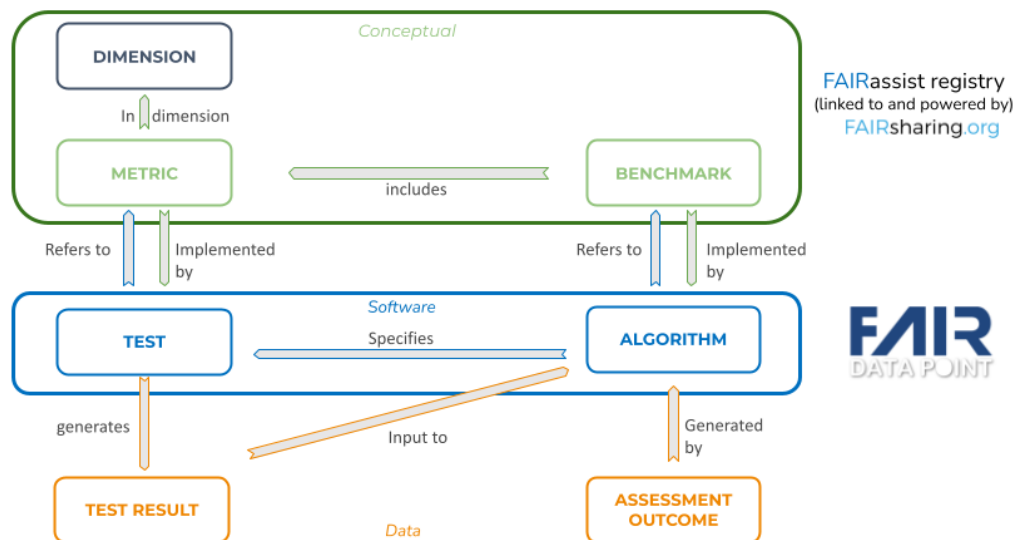 Conceptual
DIMENSION
In dimension
FAIRassist registry
(linked to and powered by)
FAIRsharing.org
METRIC
BENCHMARK
includes
Refers to
Implemented
by
Refers to
Implemented
by
Software
TEST
Specifies
ALGORITHM
FAIR
DATA POINT
generates
Input to
Generated
by
TEST RESULT
ASSESSMENT
OUTCOME
Data